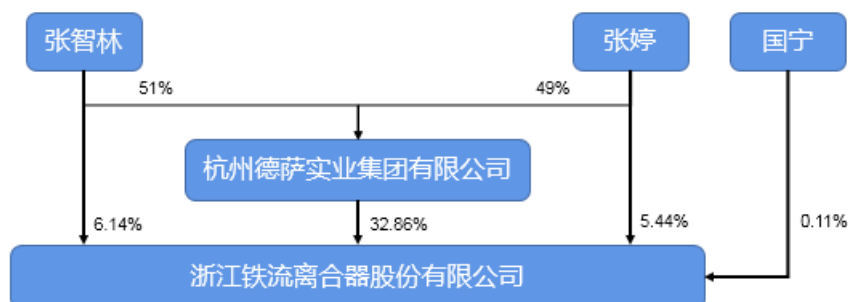 张智林
张婷
国宁
51%
49%
杭州德萨实业集团有限公司
6.14%
32.86%
5.44%
0.11%
浙江铁流离合器股份有限公司